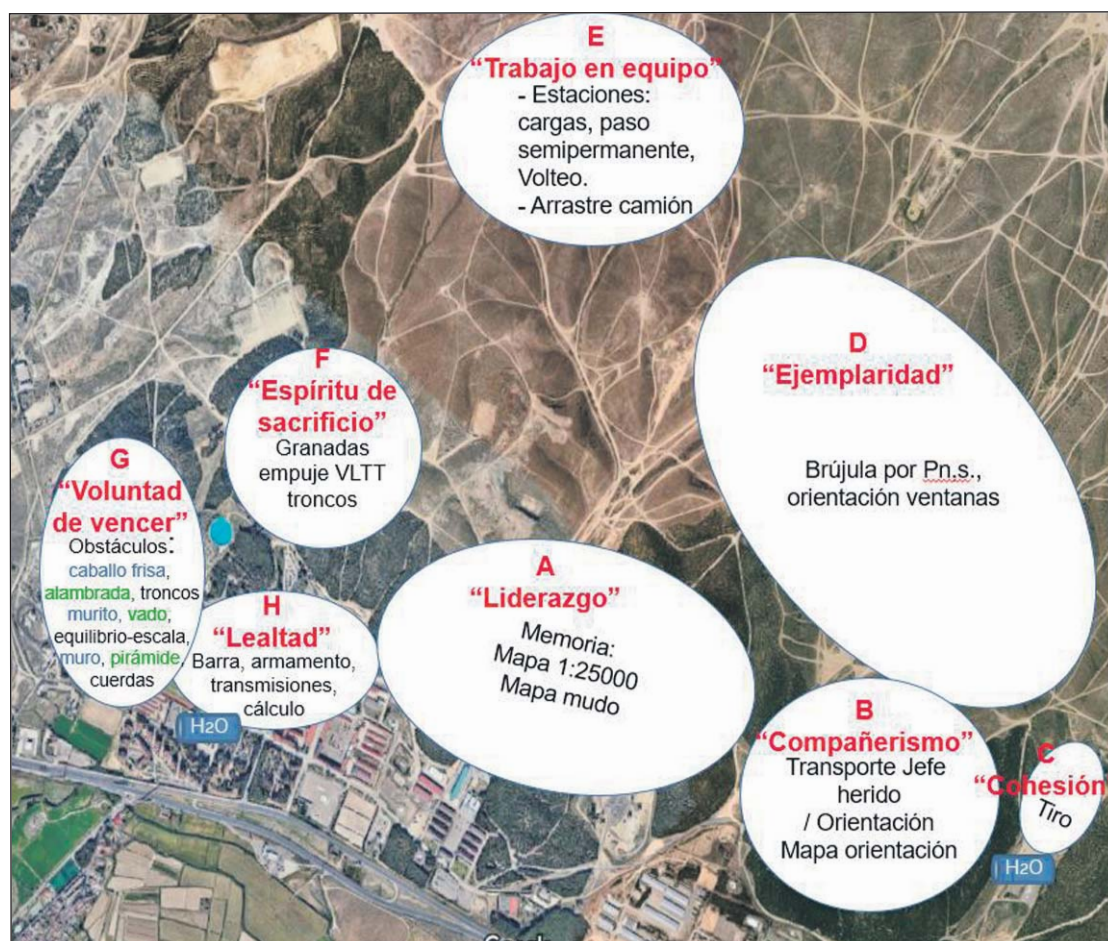 E
“Trabajo en equipo”
- Estaciones:
cargas, paso
semipermanente,
Volteo.
- Arrastre camión
D
“Ejemplaridad”
Brújula por Pn.s.,
orientación ventanas
F
“Espíritu de
sacrificio”
Granadas
empuje VLTT
troncos
G
“Voluntad
de vencer”
Obstáculos:
caballo frisa,
alambrada, troncos
murito, vado,
equilibrio-escala,
muro, pirámide,
cuerdas
H
“Lealtad”
Barra, armamento,
transmisiones,
cálculo
H2O
A
“Liderazgo”
Memoria:
Mapa 1:25000
Mapa mudo
B
“Compañerismo”
Transporte Jefe
herido
/ Orientación
Mapa orientación
C
“Cohesión”
Tiro
H2O
Google